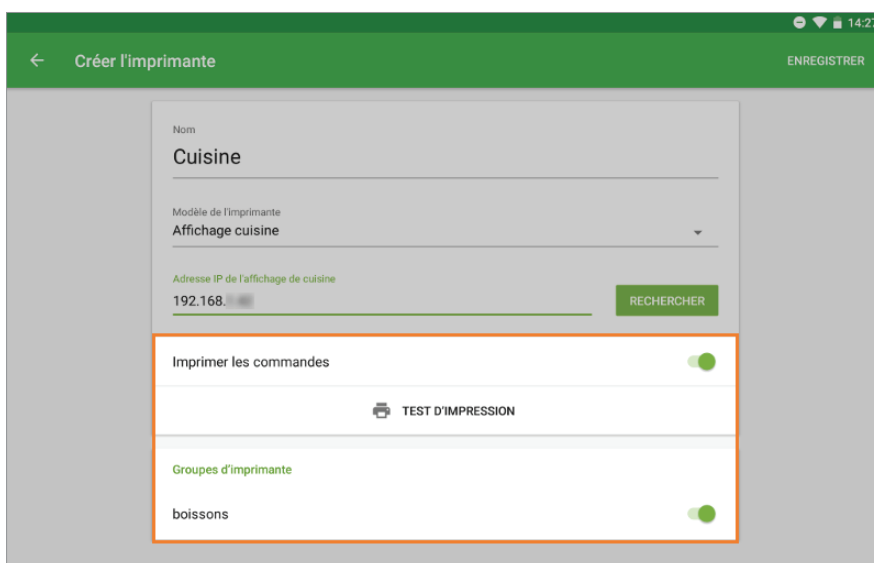 14:27
Créer l'imprimante
ENREGISTRER
Nom
Cuisine
Modèle de l'imprimante
Affichage cuisine
Adresse IP de l'affichage de cuisine
192.168.
RECHERCHER
Imprimer les commandes
TEST D'IMPRESSION
Groupes d'imprimante
boissons